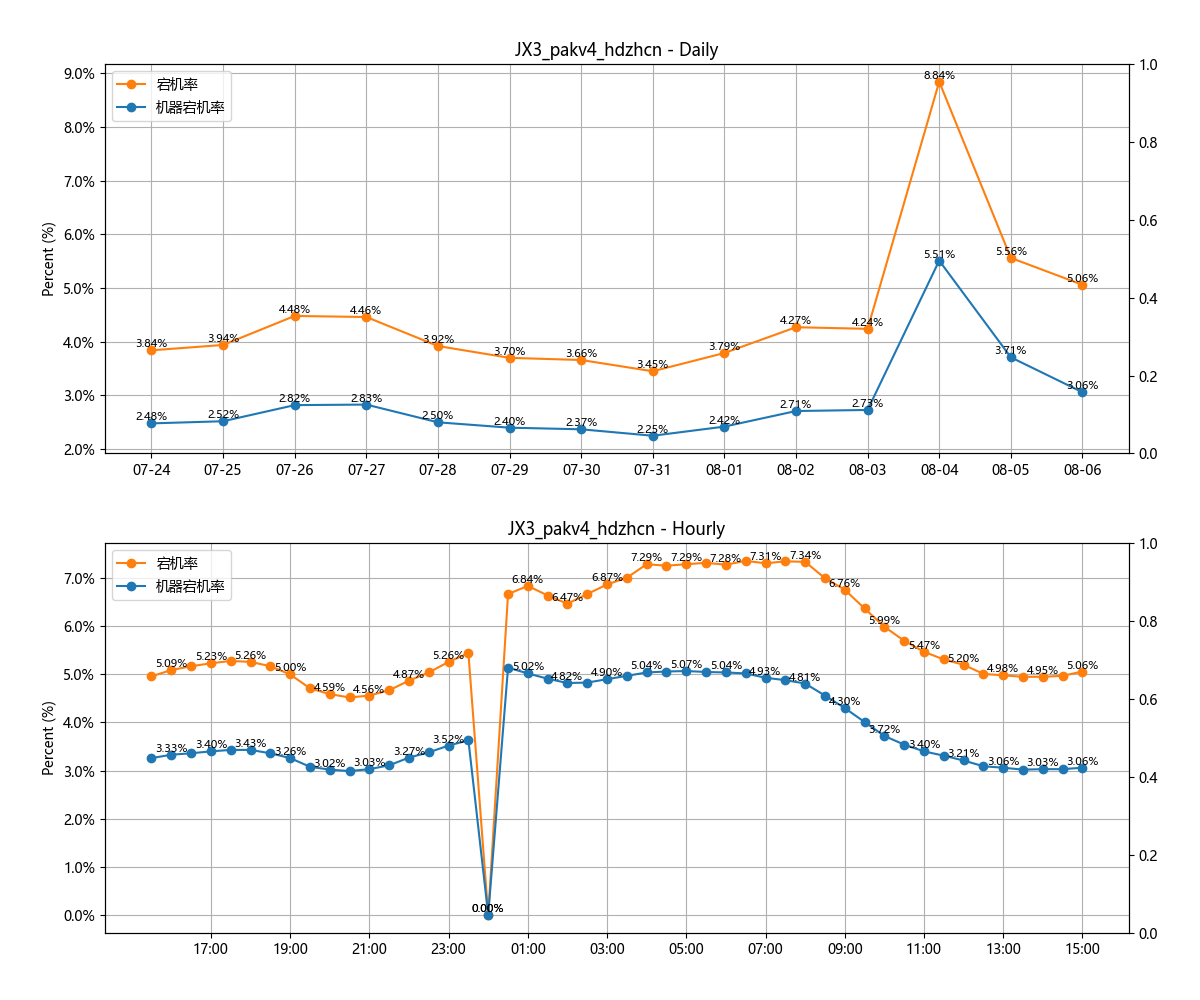 JX3_pakv4_hdzhcn - Daily
宕机率
机器宕机率
Percent (%)
9.0%
8.0%
7.0%
6.0%
5.0%
4.0%
3.0%
2.0%
1.0
0.8
0.6
0.4
0.2
0.0
3.84% 3.94% 4.48% 4.46% 3.92% 3.70% 3.66% 3.45% 3.79% 4.27% 4.24% 8.84% 5.56% 5.06%
2.48% 2.52% 2.82% 2.83% 2.50% 2.40% 2.37% 2.25% 2.42% 2.71% 2.73% 5.51% 3.71% 3.06%
07-24 07-25 07-26 07-27 07-28 07-29 07-30 07-31 08-01 08-02 08-03 08-04 08-05 08-06
JX3_pakv4_hdzhcn - Hourly
宕机率
机器宕机率
Percent (%)
7.0%
6.0%
5.0%
4.0%
3.0%
2.0%
1.0%
0.0%
1.0
0.8
0.6
0.4
0.2
0.0
5.09% 5.23% 5.26% 5.00% 4.59% 4.56% 4.87% 5.26% 0.00% 6.84% 6.47% 6.87% 7.29% 7.29% 7.28% 7.31% 7.34% 6.76% 5.99% 5.47% 5.20% 4.98% 4.95% 5.06%
3.33% 3.40% 3.43% 3.26% 3.02% 3.03% 3.27% 3.52% 0.00% 5.02% 4.82% 4.90% 5.04% 5.07% 5.04% 4.93% 4.81% 4.30% 3.72% 3.40% 3.21% 3.06% 3.03% 3.06%
17:00 19:00 21:00 23:00 01:00 03:00 05:00 07:00 09:00 11:00 13:00 15:00